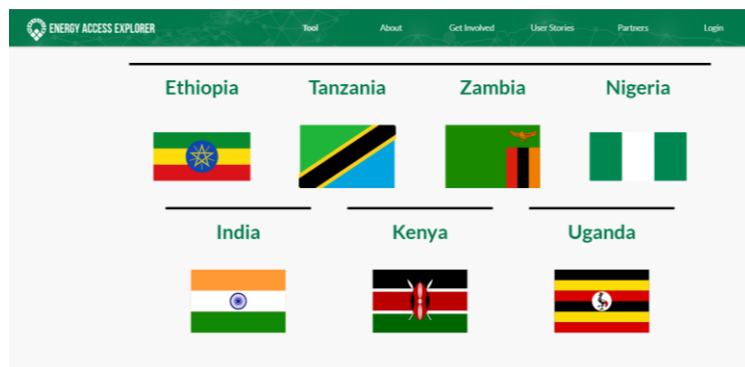 ENERGY ACCESS EXPLORER Tool About Get Involved User Stories Partners Login
Ethiopia Tanzania Zambia Nigeria
India Kenya Uganda